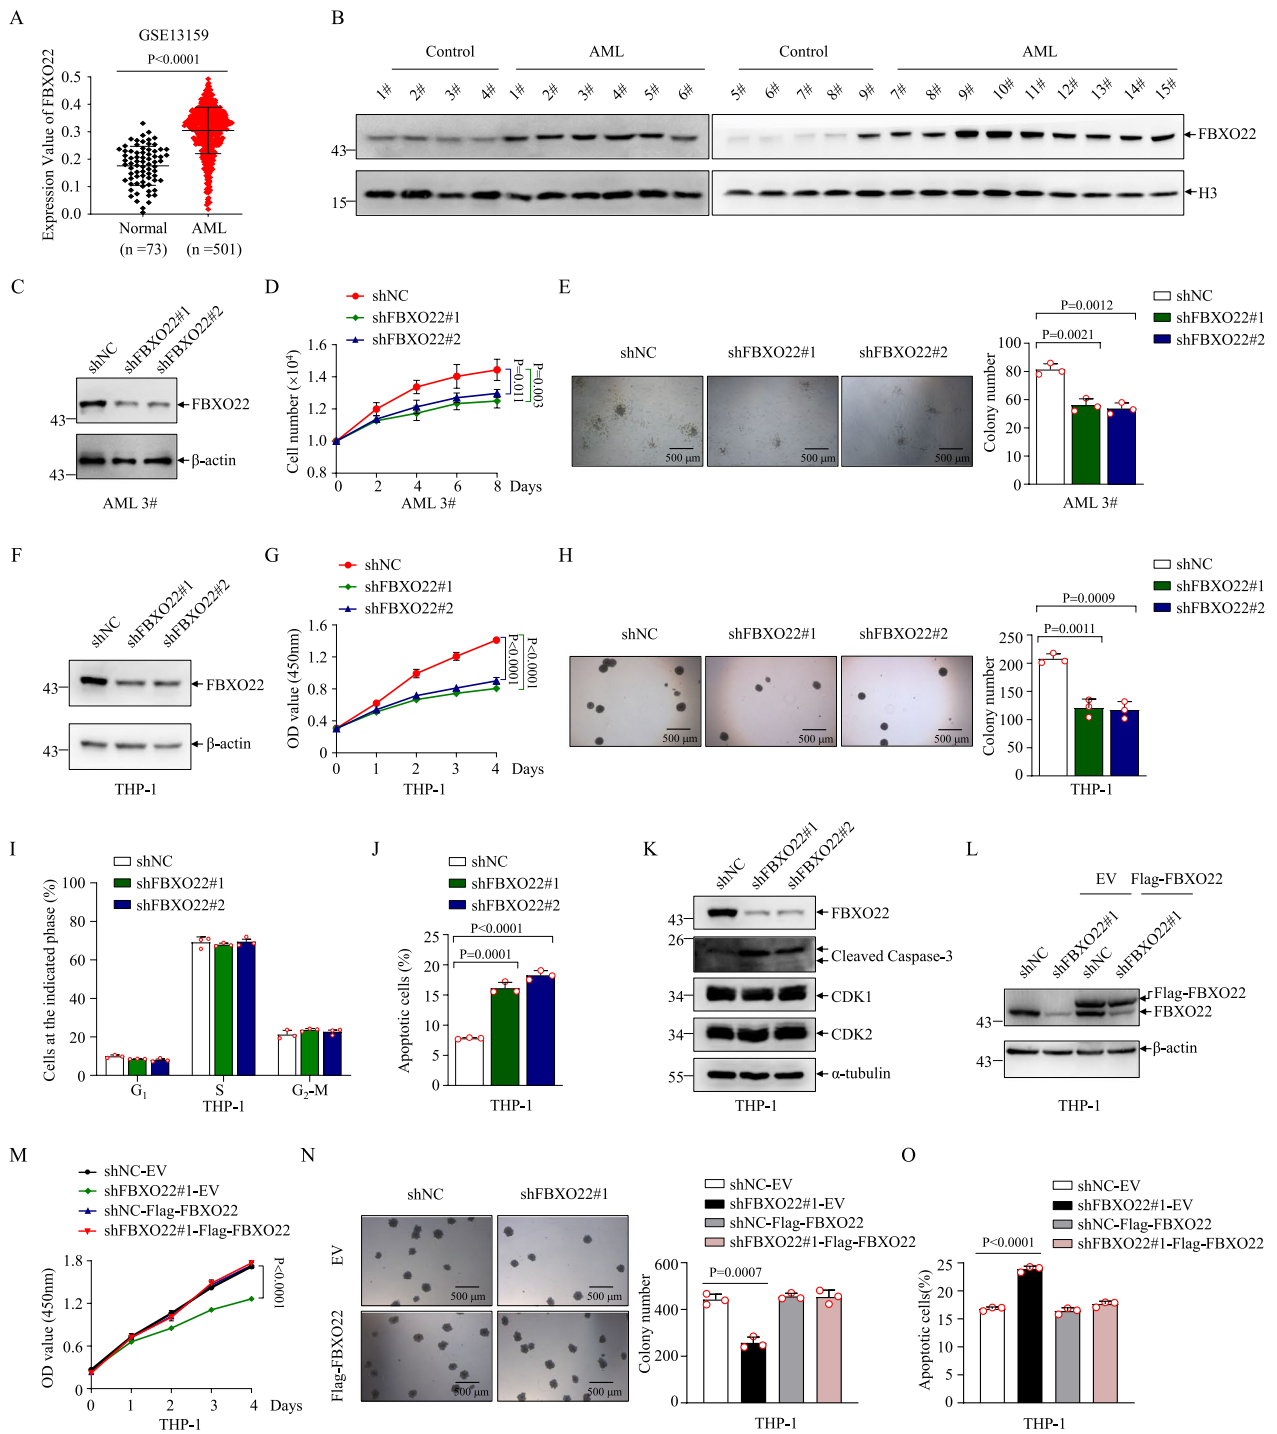 A
GSE13159
P<0.0001
Expression Value of FBXO22
0.5
0.4
0.3
0.2
0.1
0.0
Normal
(n =73)
AML
(n =501)
B
Control AML Control AML
1# 2# 3# 4# 1# 2# 3# 4# 5# 6# 5# 6# 7# 8# 9# 7# 8# 9# 10# 11# 12# 13# 14# 15#
43 FBXO22
15 H3
C
shNC shFBXO22#1 shFBXO22#2
43 FBXO22
43 β-actin
AML 3#
D
shNC
shFBXO22#1
shFBXO22#2
Cell number (×10⁴)
1.6
1.4
1.2
1.0
0.8
P=0.011
P=0.003
0 2 4 6 8 Days
AML 3#
E
shNC shFBXO22#1 shFBXO22#2
500 μm 500 μm 500 μm
shNC
shFBXO22#1
shFBXO22#2
P=0.0012
P=0.0021
Colony number
100
80
60
20
0
AML 3#
F
shNC shFBXO22#1 shFBXO22#2
43 FBXO22
43 β-actin
THP-1
G
shNC
shFBXO22#1
shFBXO22#2
OD value (450nm)
1.6
1.2
0.8
0.4
0
P<0.0001
P<0.0001
0 1 2 3 4 Days
THP-1
H
shNC shFBXO22#1 shFBXO22#2
500 μm 500 μm 500 μm
shNC
shFBXO22#1
shFBXO22#2
P=0.0009
P=0.0011
Colony number
250
200
150
100
50
0
THP-1
I
shNC
shFBXO22#1
shFBXO22#2
Cells at the indicated phase (%)
100
80
60
40
20
0
G₁ S G₂-M
THP-1
J
shNC
shFBXO22#1
shFBXO22#2
P<0.0001
P=0.0001
Apoptotic cells (%)
25
20
15
10
5
0
THP-1
K
shNC shFBXO22#1 shFBXO22#2
43 FBXO22
26 Cleaved Caspase-3
34 CDK1
34 CDK2
55 α-tubulin
THP-1
L
EV Flag-FBXO22
shNC shFBXO22#1 shNC shFBXO22#1
Flag-FBXO22
43 FBXO22
43 β-actin
THP-1
M
shNC-EV
shFBXO22#1-EV
shNC-Flag-FBXO22
shFBXO22#1-Flag-FBXO22
OD value (450nm)
1.8
1.2
0.6
0
P<0.0001
0 1 2 3 4 Days
THP-1
N
shNC shFBXO22#1
EV
500 μm 500 μm
Flag-FBXO22
500 μm 500 μm
shNC-EV
shFBXO22#1-EV
shNC-Flag-FBXO22
shFBXO22#1-Flag-FBXO22
P=0.0007
Colony number
600
400
200
0
THP-1
O
shNC-EV
shFBXO22#1-EV
shNC-Flag-FBXO22
shFBXO22#1-Flag-FBXO22
P<0.0001
Apoptotic cells(%)
25
20
15
10
5
0
THP-1